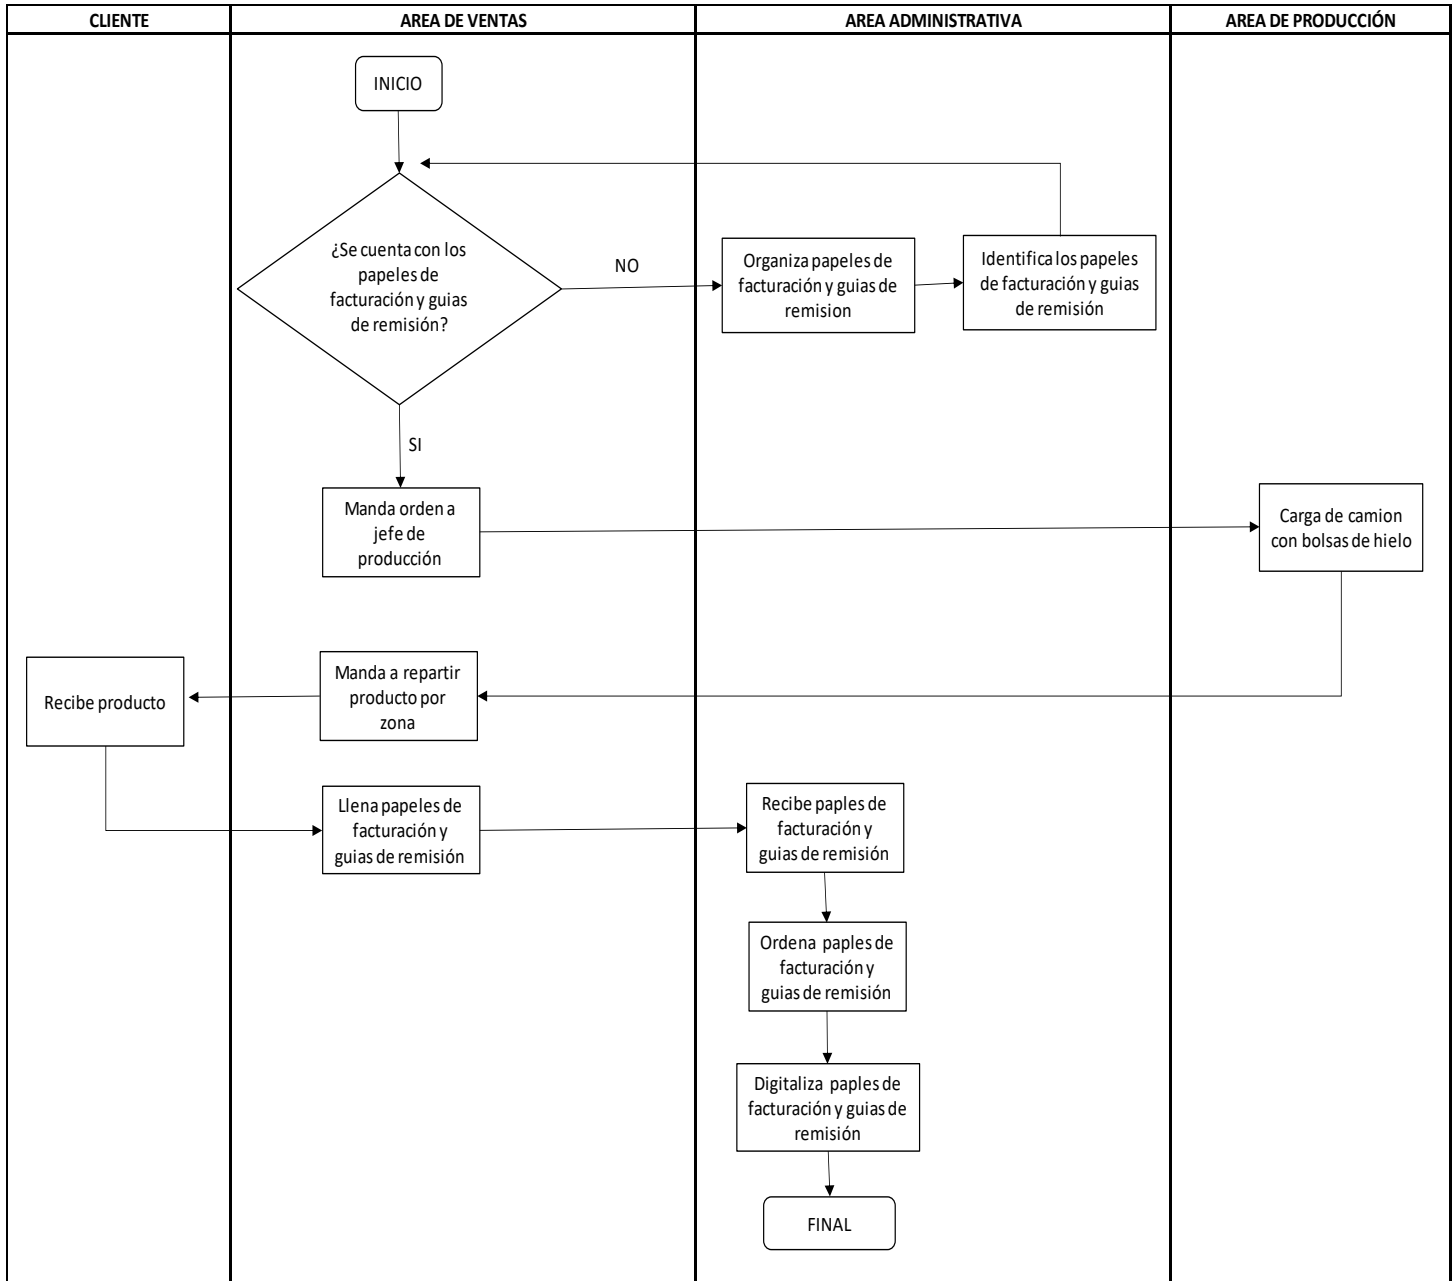 CLIENTE
AREA DE VENTAS
AREA ADMINISTRATIVA
AREA DE PRODUCCIÓN
INICIO
¿Se cuenta con los
papeles de
facturación y guias
de remisión?
NO
Organiza papeles de
facturación y guias de
remision
Identifica los papeles
de facturación y guias
de remisión
SI
Manda orden a
jefe de
producción
Carga de camion
con bolsas de hielo
Recibe producto
Manda a repartir
producto por
zona
Llena papeles de
facturación y
guias de remisión
Recibe paples de
facturación y
guias de remisión
Ordena paples de
facturación y
guias de remisión
Digitaliza paples de
facturación y guias de
remisión
FINAL